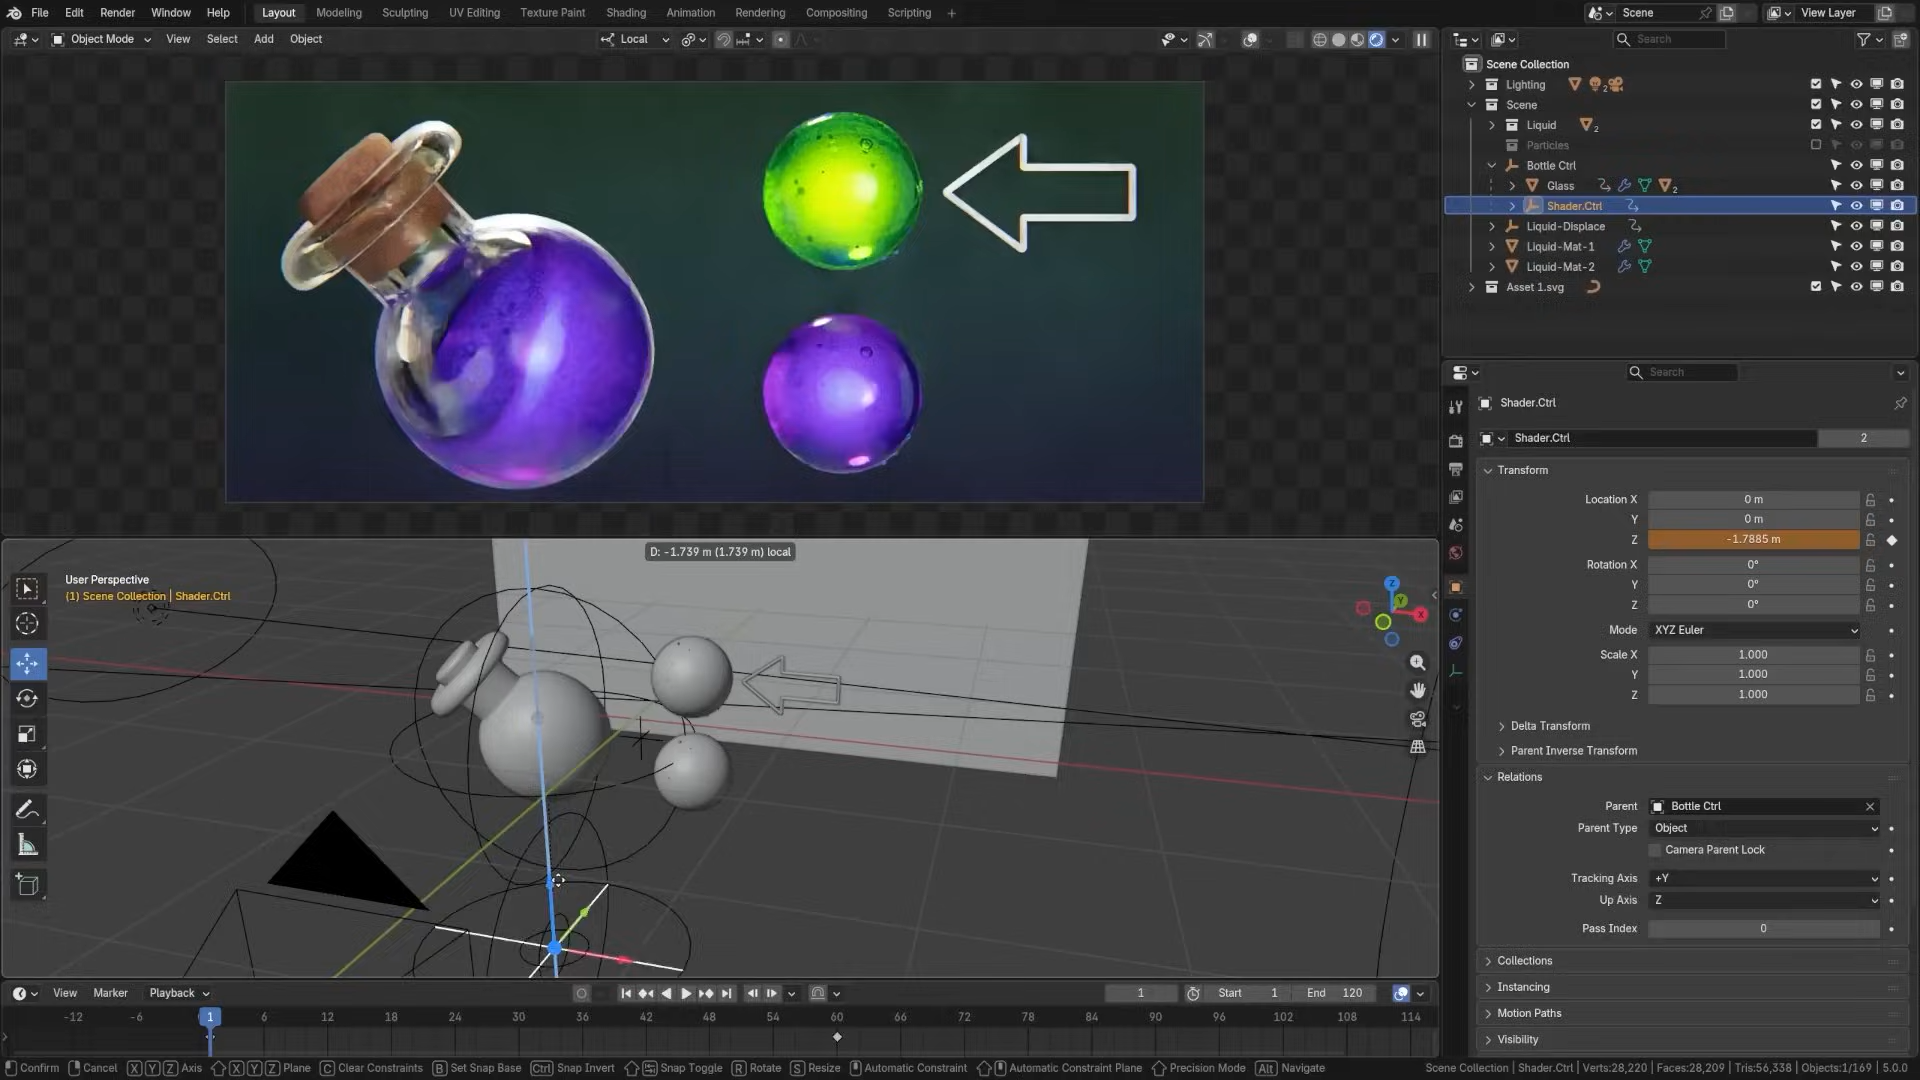 File Edit Render Window Help Layout Modeling Sculpting UV Editing Texture Paint Shading Animation Rendering Compositing Scripting + Scene View Layer
Object Mode View Select Add Object Local Search
Scene Collection
Lighting 2
Scene
Liquid 2
Particles
Bottle Ctrl
Glass 2
Shader.Ctrl
Liquid-Displace
Liquid-Mat-1
Liquid-Mat-2
Asset 1.svg
Search
Shader.Ctrl
Shader.Ctrl 2
Transform
Location X 0 m
Y 0 m
Z -1.7885 m
Rotation X 0°
Y 0°
Z 0°
Mode XYZ Euler
Scale X 1.000
Y 1.000
Z 1.000
Delta Transform
Parent Inverse Transform
Relations
Parent Bottle Ctrl
Parent Type Object
Camera Parent Lock
Tracking Axis +Y
Up Axis Z
Pass Index 0
Collections
Instancing
Motion Paths
Visibility
D: -1.739 m (1.739 m) local
User Perspective
(1) Scene Collection | Shader.Ctrl
Z
Y
X
View Marker Playback 1 Start 1 End 120
-12 -6 1 6 12 18 24 30 36 42 48 54 60 66 72 78 84 90 96 102 108 114
Confirm Cancel X Y Z Axis X Y Z Plane C Clear Constraints B Set Snap Base Ctrl Snap Invert Snap Toggle R Rotate S Resize Automatic Constraint Automatic Constraint Plane Precision Mode Alt Navigate Scene Collection | Shader.Ctrl | Verts:28,220 | Faces:28,209 | Tris:56,338 | Objects:1/169 | 5.0.0